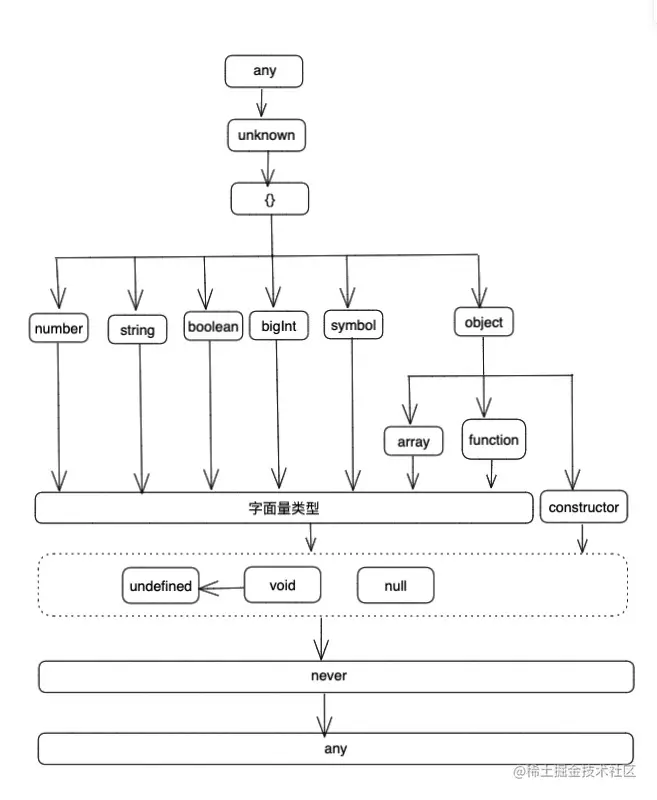 any
unknown
{}
number
string
boolean
bigInt
symbol
object
array
function
字面量类型
constructor
undefined
void
null
never
any
@稀土掘金技术社区